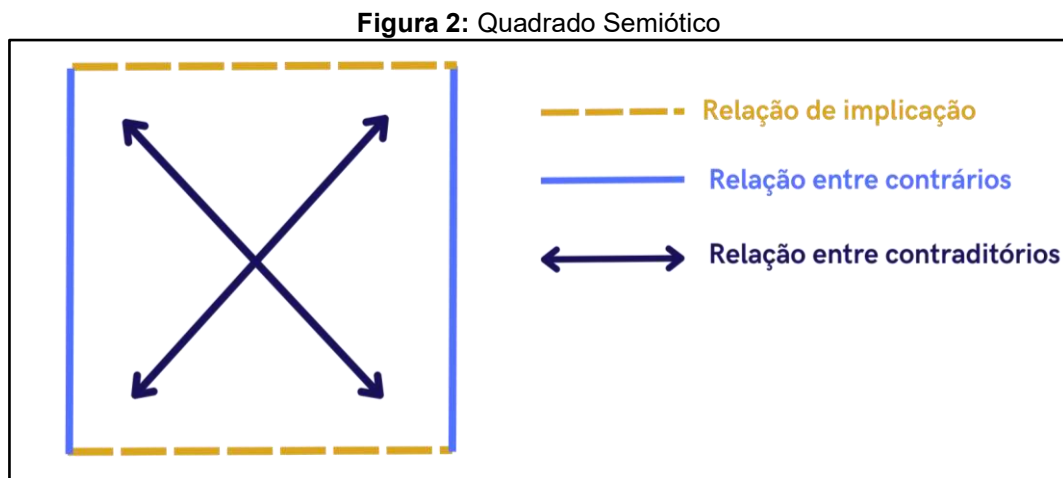 Figura 2: Quadrado Semiótico
Relação de implicação
Relação entre contrários
Relação entre contraditórios